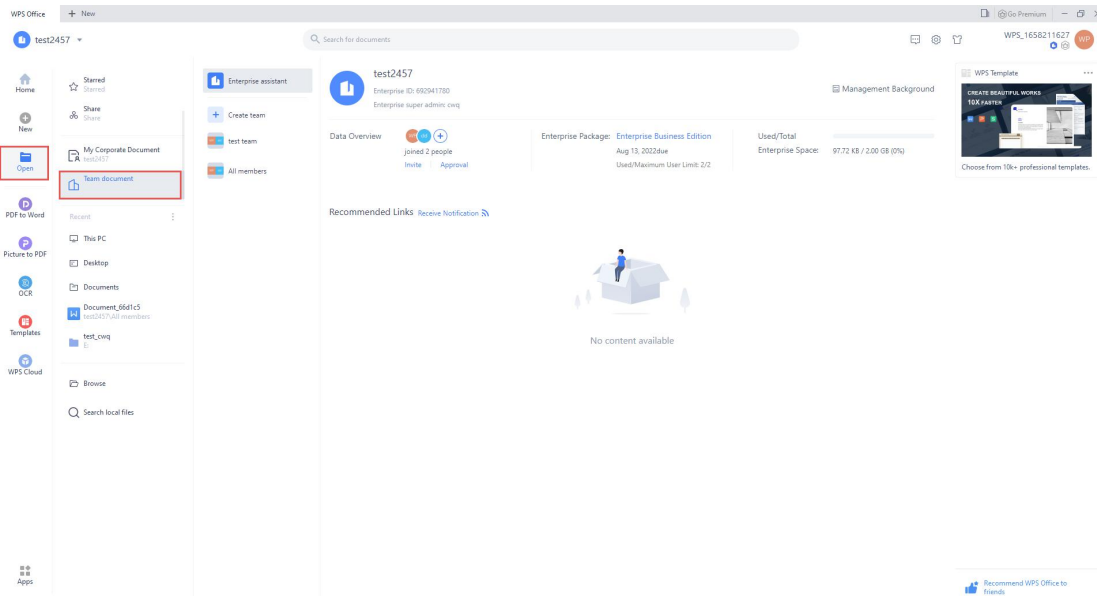 WPS Office
New
Go Premium
test2457
Search for documents
WPS_1658211627
WP
Home
New
Open
PDF to Word
Picture to PDF
OCR
Templates
WPS Cloud
Apps
Starred
Starred
Share
Share
My Corporate Document
test2457
Team document
Recent
This PC
Desktop
Documents
Document_66d1c5
test2457\All members
test_cwq
E:
Browse
Search local files
Enterprise assistant
Create team
test team
All members
test2457
Enterprise ID: 692941780
Enterprise super admin: cwq
Management Background
Data Overview
joined 2 people
Invite
Approval
Enterprise Package: Enterprise Business Edition
Aug 13, 2022due
Used/Maximum User Limit: 2/2
Used/Total
Enterprise Space: 97.72 KB / 2.00 GB (0%)
Recommended Links Receive Notification
No content available
WPS Template
CREATE BEAUTIFUL WORKS
10X FASTER
Choose from 10k+ professional templates.
Recommend WPS Office to
friends